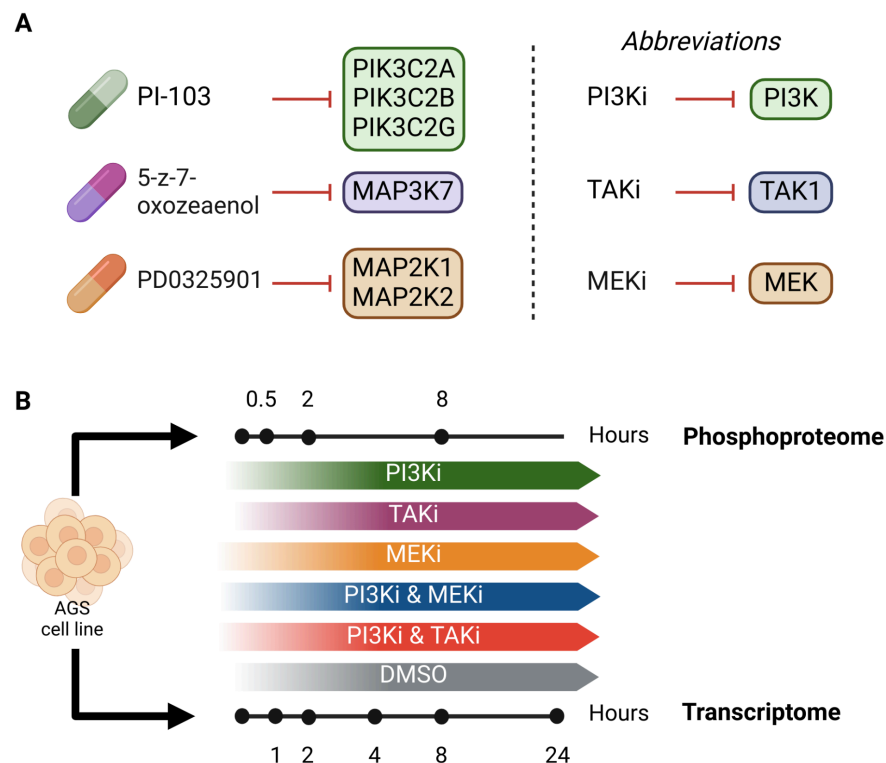 A
Abbreviations
PI-103
PIK3C2A
PIK3C2B
PIK3C2G
PI3Ki
PI3K
5-z-7-
oxozeaenol
MAP3K7
TAKi
TAK1
PD0325901
MAP2K1
MAP2K2
MEKi
MEK
B
0.5 2 8
Hours
Phosphoproteome
PI3Ki
TAKi
MEKi
PI3Ki & MEKi
PI3Ki & TAKi
DMSO
AGS
cell line
Hours
Transcriptome
1 2 4 8 24